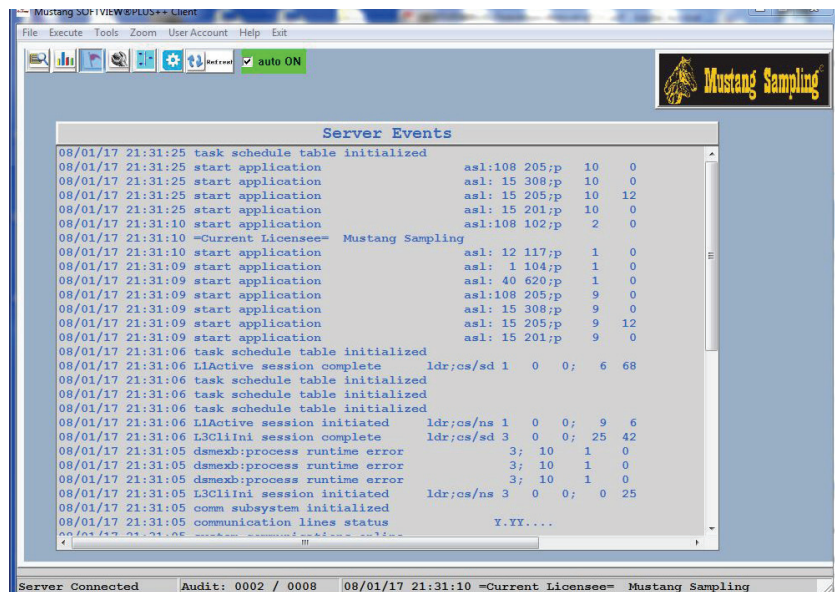 Mustang SOFTVIEW®PLUS++ Client
File Execute Tools Zoom User Account Help Exit
Refresh auto ON
Mustang Sampling
Server Events
08/01/17 21:31:25 task schedule table initialized
08/01/17 21:31:25 start application asl:108 205;p 10 0
08/01/17 21:31:25 start application asl: 15 308;p 10 0
08/01/17 21:31:25 start application asl: 15 205;p 10 12
08/01/17 21:31:25 start application asl: 15 201;p 10 0
08/01/17 21:31:10 start application asl:108 102;p 2 0
08/01/17 21:31:10 =Current Licensee= Mustang Sampling
08/01/17 21:31:10 start application asl: 12 117;p 1 0
08/01/17 21:31:09 start application asl: 1 104;p 1 0
08/01/17 21:31:09 start application asl: 40 620;p 1 0
08/01/17 21:31:09 start application asl:108 205;p 9 0
08/01/17 21:31:09 start application asl: 15 308;p 9 0
08/01/17 21:31:09 start application asl: 15 205;p 9 12
08/01/17 21:31:09 start application asl: 15 201;p 9 0
08/01/17 21:31:06 task schedule table initialized
08/01/17 21:31:06 L1Active session complete ldr;cs/sd 1 0 0; 6 68
08/01/17 21:31:06 task schedule table initialized
08/01/17 21:31:06 task schedule table initialized
08/01/17 21:31:06 task schedule table initialized
08/01/17 21:31:06 L1Active session initiated ldr;cs/ns 1 0 0; 9 6
08/01/17 21:31:06 L3CliIni session complete ldr;cs/sd 3 0 0; 25 42
08/01/17 21:31:05 dsmexb:process runtime error 3; 10 1 0
08/01/17 21:31:05 dsmexb:process runtime error 3; 10 1 0
08/01/17 21:31:05 dsmexb:process runtime error 3; 10 1 0
08/01/17 21:31:05 L3CliIni session initiated ldr;cs/ns 3 0 0; 0 25
08/01/17 21:31:05 comm subsystem initialized
08/01/17 21:31:05 communication lines status Y.YY....
08/01/17 21:31:05 system communications online
Server Connected Audit: 0002 / 0008 08/01/17 21:31:10 =Current Licensee= Mustang Sampling